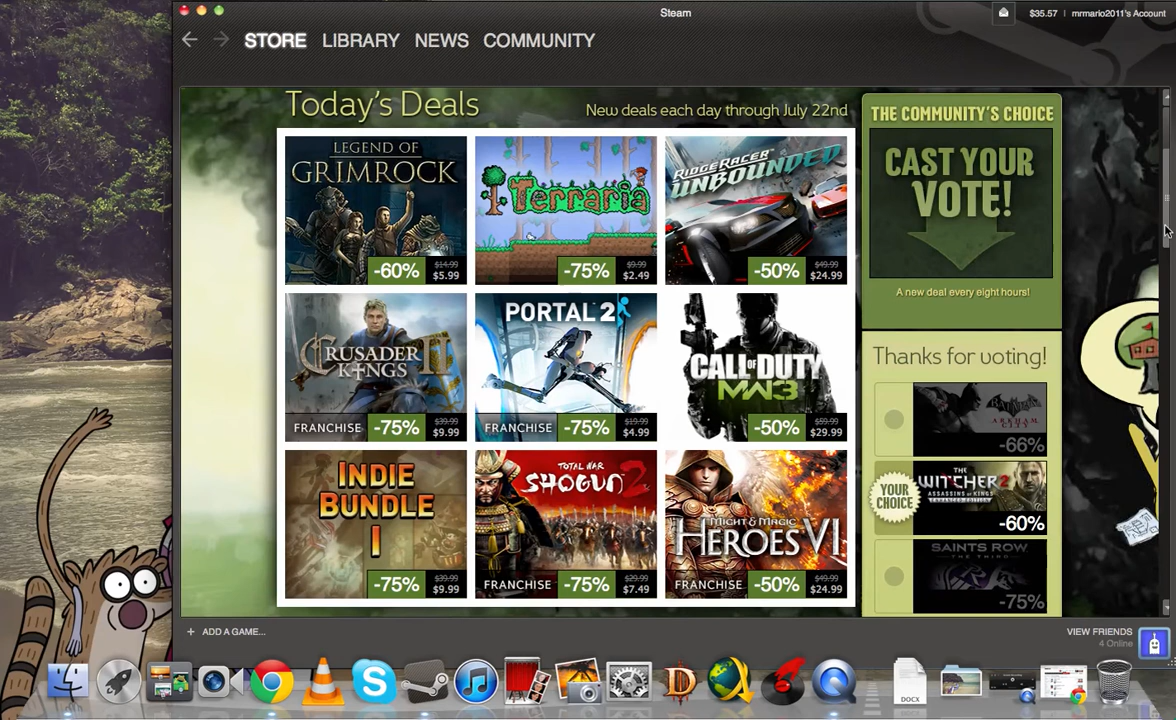 Steam
$35.57 | mrmario2011's Account
STORE LIBRARY NEWS COMMUNITY
Today's Deals
New deals each day through July 22nd
LEGEND OF
GRIMROCK
-60% $14.99 $5.99
Terraria
-75% $9.99 $2.49
RIDGE RACER
UNBOUNDED
-50% $49.99 $24.99
CRUSADER
KINGS II
FRANCHISE -75% $39.99 $9.99
PORTAL 2
FRANCHISE -75% $19.99 $4.99
CALL OF DUTY
MW3
-50% $59.99 $29.99
INDIE
BUNDLE
I
-75% $39.99 $9.99
TOTAL WAR
SHOGUN 2
FRANCHISE -75% $29.99 $7.49
MIGHT & MAGIC
HEROES VI
FRANCHISE -50% $49.99 $24.99
THE COMMUNITY'S CHOICE
CAST YOUR
VOTE!
A new deal every eight hours!
Thanks for voting!
BATMAN
ARKHAM
CITY
-66%
YOUR
CHOICE
THE
WITCHER 2
ASSASSINS OF KINGS
ENHANCED EDITION
-60%
SAINTS ROW
THE THIRD
-75%
+ ADD A GAME...
VIEW FRIENDS
4 Online
DOCX